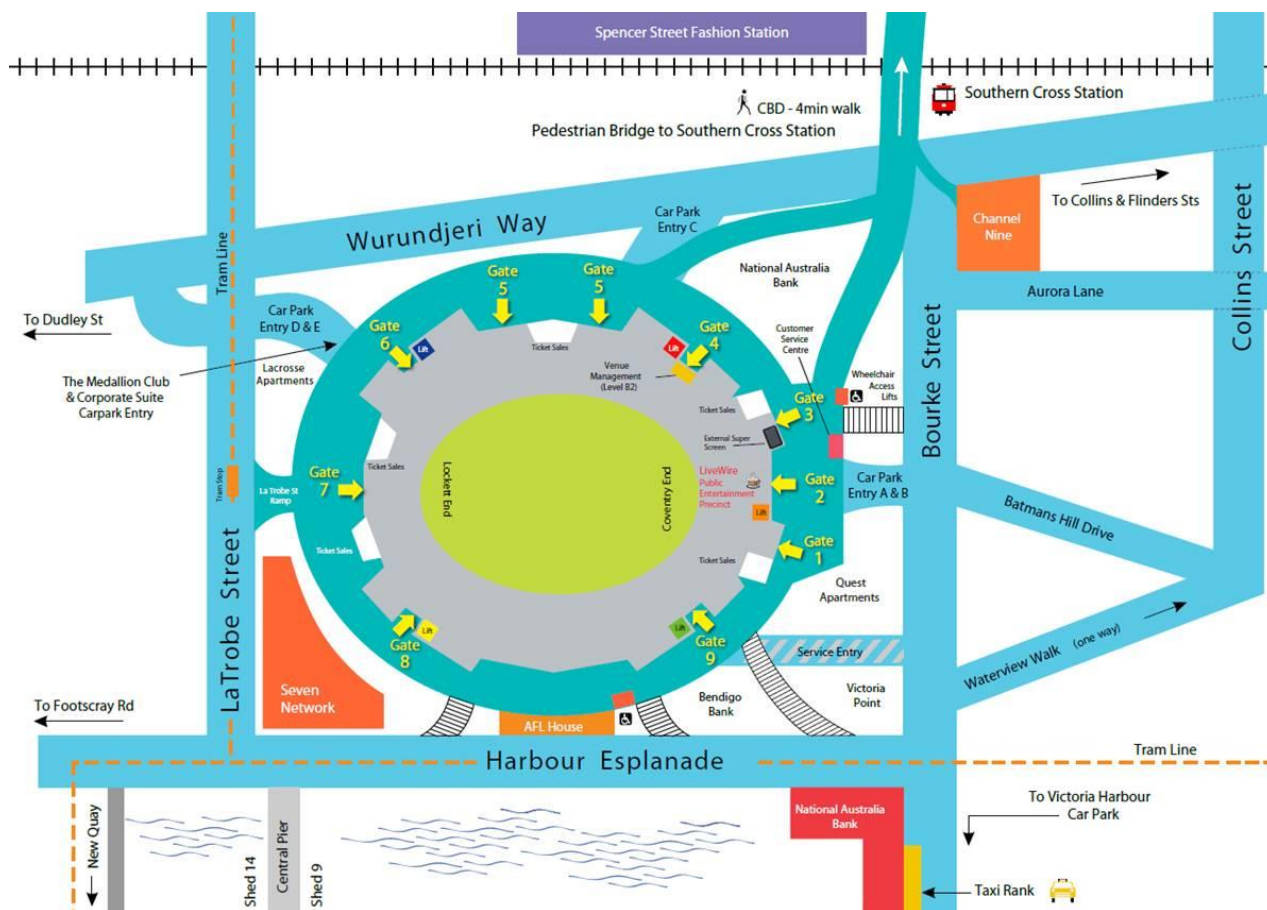 Spencer Street Fashion Station
CBD - 4min walk
Southern Cross Station
Pedestrian Bridge to Southern Cross Station
To Collins & Flinders Sts
Channel
Nine
Collins Street
Tram Line
Wurundjeri Way
Car Park
Entry C
National Australia
Bank
Aurora Lane
To Dudley St
Car Park
Entry D & E
Gate
5
Gate
5
Gate
6
Lift
Ticket Sales
Lift
Gate
4
Customer
Service
Centre
Bourke Street
The Medallion Club
& Corporate Suite
Carpark Entry
Lacrosse
Apartments
Venue
Management
(Level B2)
Wheelchair
Access
Lifts
Ticket Sales
Gate
3
External Super
Screen
Tram Stop
La Trobe St
Ramp
Gate
7
Ticket Sales
Lockett End
Coventry End
LiveWire
Public
Entertainment
Precinct
Lift
Gate
2
Car Park
Entry A & B
Batmans Hill Drive
LaTrobe Street
Ticket Sales
Ticket Sales
Gate
1
Quest
Apartments
Gate
8
Lift
Lift
Gate
9
Service Entry
Waterview Walk (one way)
Seven
Network
Bendigo
Bank
Victoria
Point
To Footscray Rd
AFL House
Harbour Esplanade
Tram Line
New Quay
Shed 14
Central Pier
Shed 9
National Australia
Bank
To Victoria Harbour
Car Park
Taxi Rank